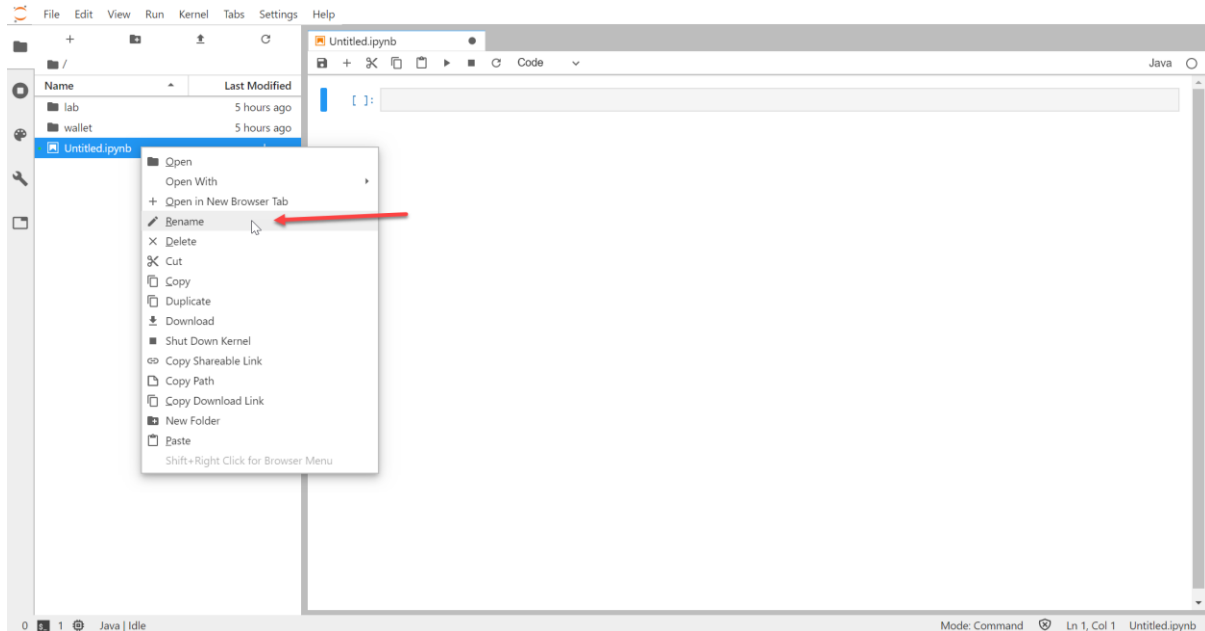 File Edit View Run Kernel Tabs Settings Help
Untitled.ipynb
Code
Java
/
Name Last Modified
lab 5 hours ago
wallet 5 hours ago
Untitled.ipynb
[ ]:
Open
Open With
Open in New Browser Tab
Rename
Delete
Cut
Copy
Duplicate
Download
Shut Down Kernel
Copy Shareable Link
Copy Path
Copy Download Link
New Folder
Paste
Shift+Right Click for Browser Menu
0 1 Java | Idle Mode: Command Ln 1, Col 1 Untitled.ipynb